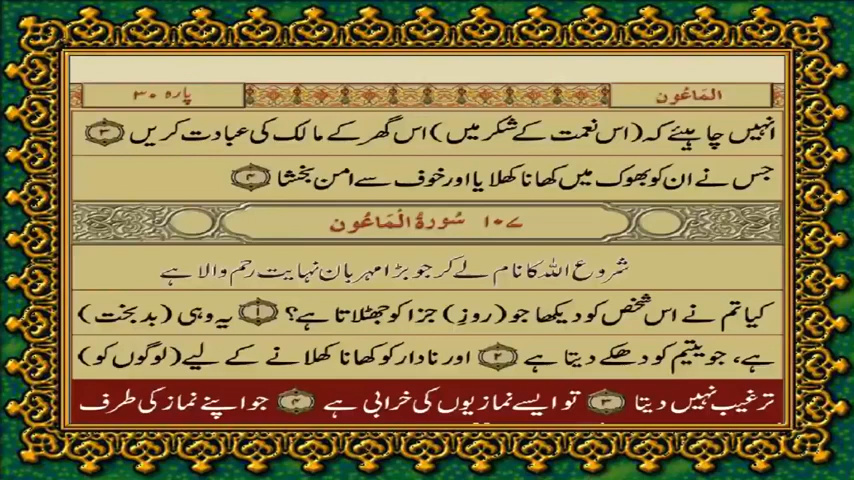 الماعون پارہ ۳۰
انہیں چاہیئے کہ (اس نعمت کے شکر میں) اس گھر کے مالک کی عبادت کریں ۳
جس نے ان کو بھوک میں کھانا کھلایا اور خوف سے امن بخشا ۴
۱۰۷ سُورۃُ الْمَاعُون
شروع اللہ کا نام لے کر جو بڑا مہربان نہایت رحم والا ہے
کیا تم نے اس شخص کو دیکھا جو (روزِ) جزا کو جھٹلاتا ہے؟ ۱ یہ وہی (بدبخت)
ہے، جو یتیم کو دھکے دیتا ہے ۲ اور نادار کو کھانا کھلانے کے لیے (لوگوں کو)
ترغیب نہیں دیتا ۳ تو ایسے نمازیوں کی خرابی ہے ۴ جو اپنے نماز کی طرف